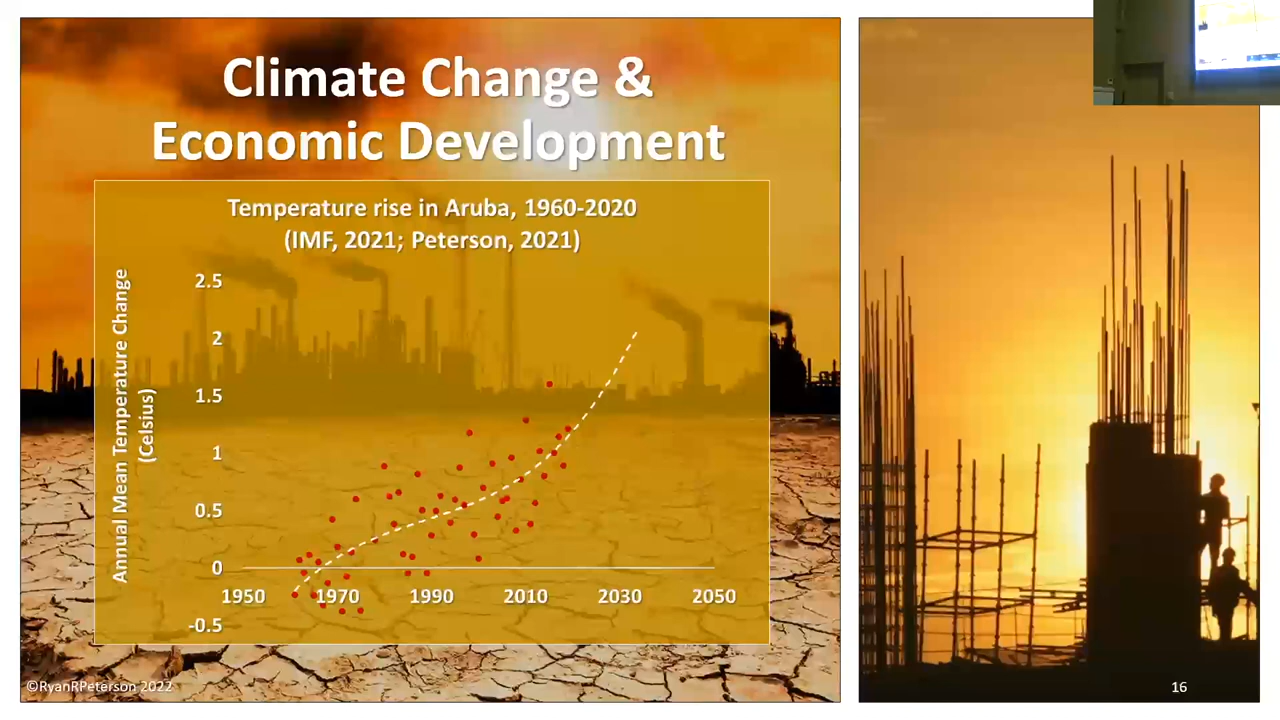 Climate Change &
Economic Development
Temperature rise in Aruba, 1960-2020
(IMF, 2021; Peterson, 2021)
Annual Mean Temperature Change
(Celsius)
2.5
2
1.5
1
0.5
0
-0.5
1950 1970 1990 2010 2030 2050
©RyanRPeterson 2022
16